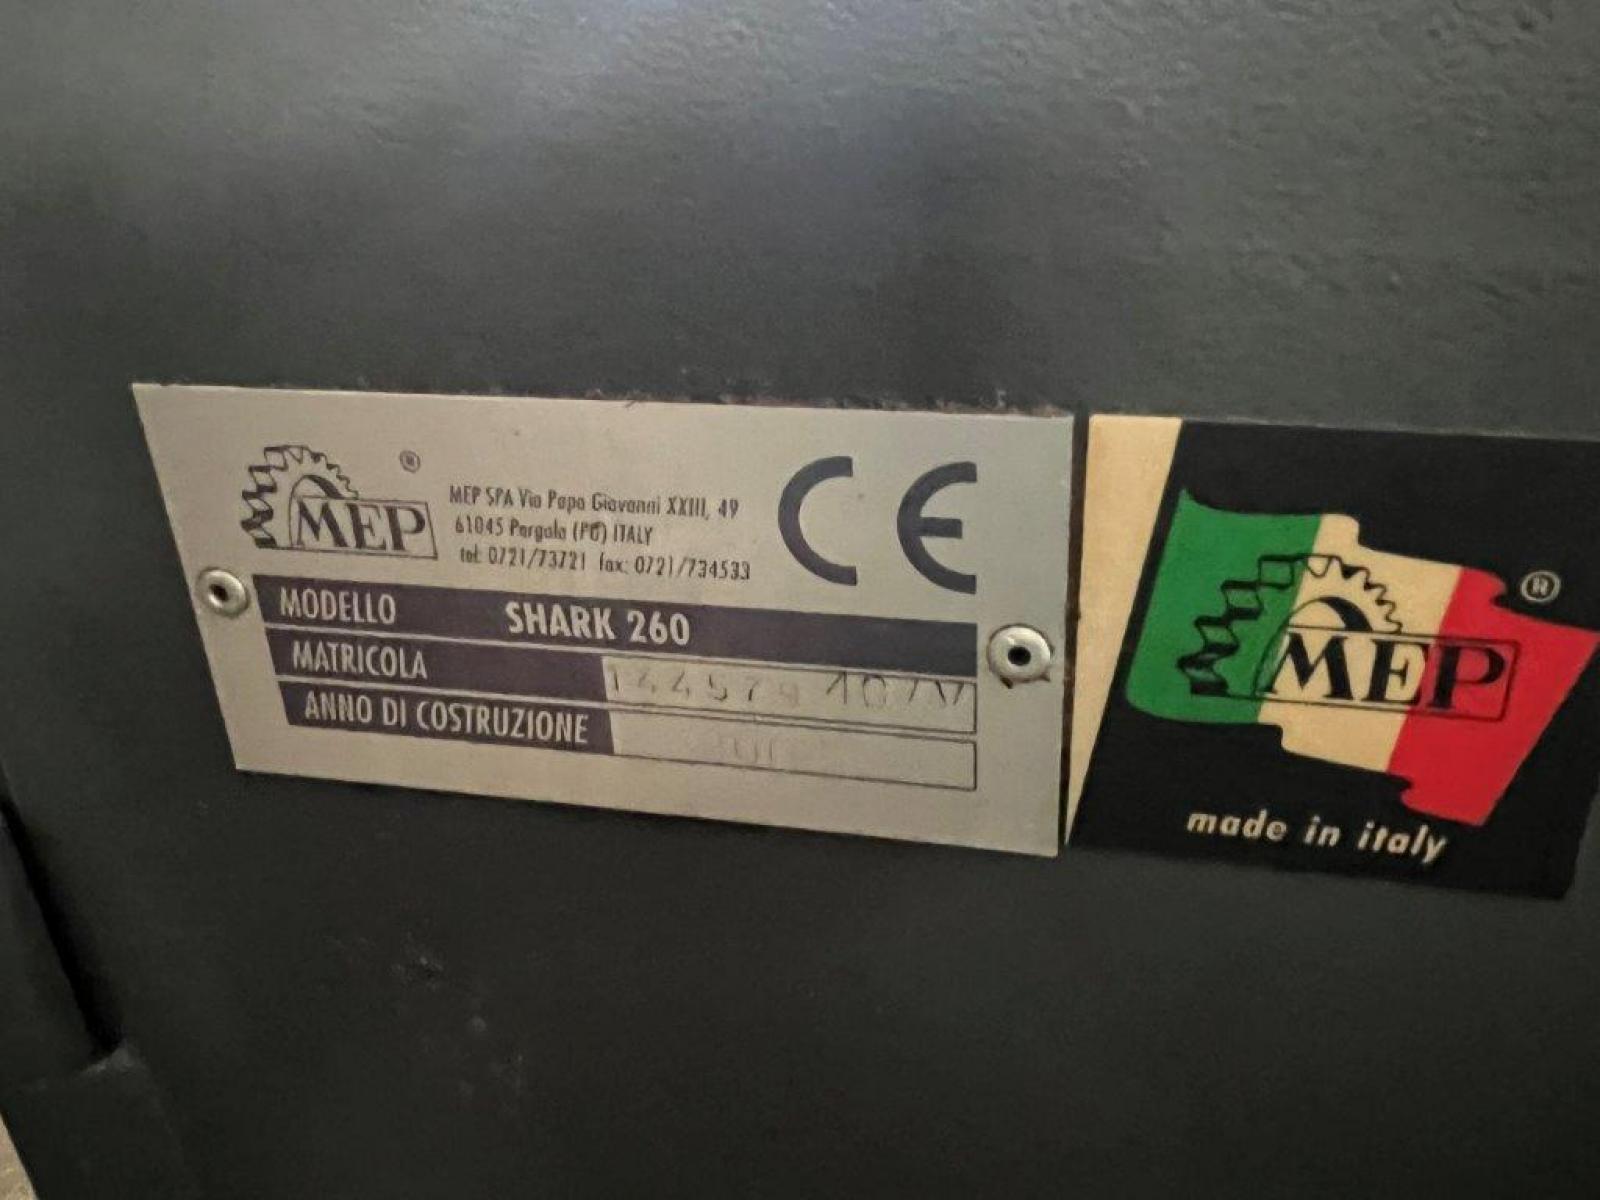 MEP ®
MEP SPA Via Papa Giovanni XXIII, 49
61045 Pergola (PU) ITALY
tel: 0721/73721 fax: 0721/734533
CE
MODELLO SHARK 260
MATRICOLA
ANNO DI COSTRUZIONE
MEP ®
made in italy